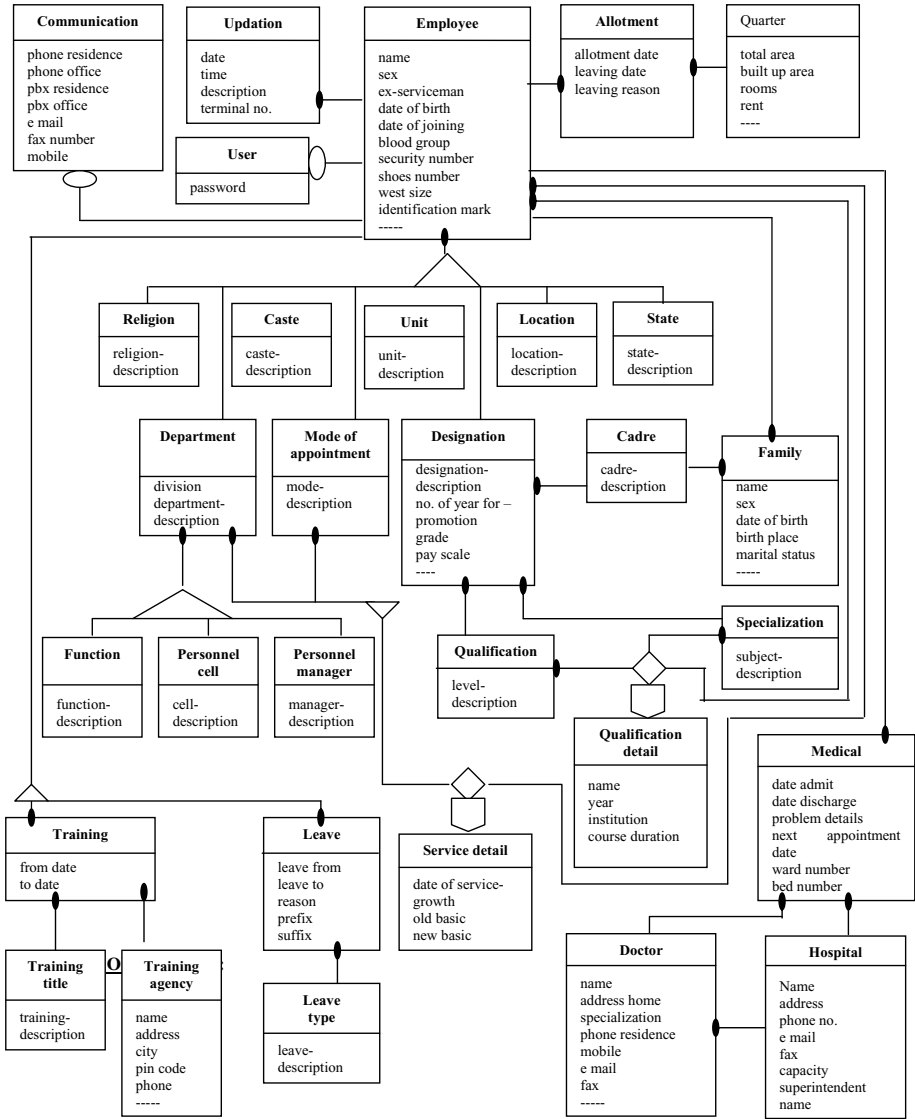 Communication
phone residence
phone office
pbx residence
pbx office
e mail
fax number
mobile
Updation
date
time
description
terminal no.
User
password
Employee
name
sex
ex-serviceman
date of birth
date of joining
blood group
security number
shoes number
west size
identification mark
-----
Allotment
allotment date
leaving date
leaving reason
Quarter
total area
built up area
rooms
rent
----
Religion
religion-
description
Caste
caste-
description
Unit
unit-
description
Location
location-
description
State
state-
description
Department
division
department-
description
Mode of
appointment
mode-
description
Designation
designation-
description
no. of year for –
promotion
grade
pay scale
----
Cadre
cadre-
description
Family
name
sex
date of birth
birth place
marital status
-----
Function
function-
description
Personnel
cell
cell-
description
Personnel
manager
manager-
description
Qualification
level-
description
Specialization
subject-
description
Qualification
detail
name
year
institution
course duration
Medical
date admit
date discharge
problem details
next appointment
date
ward number
bed number
Training
from date
to date
Leave
leave from
leave to
reason
prefix
suffix
Service detail
date of service-
growth
old basic
new basic
Training
title
training-
description
O
Training
agency
name
address
city
pin code
phone
-----
Leave
type
leave-
description
Doctor
name
address home
specialization
phone residence
mobile
e mail
fax
-----
Hospital
Name
address
phone no.
e mail
fax
capacity
superintendent
name